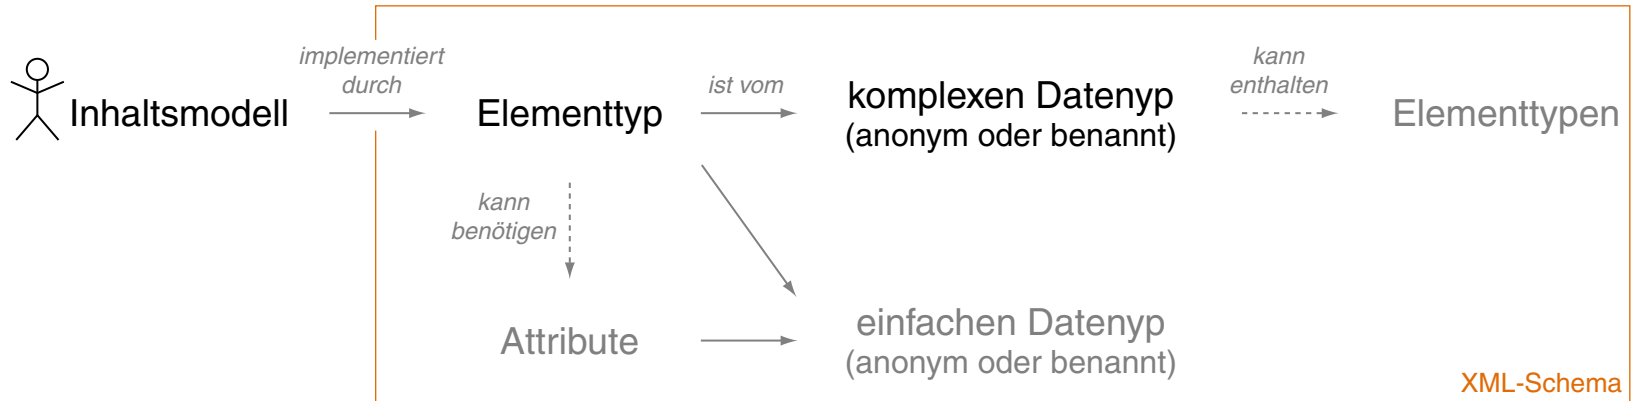 implementiert
durch
Inhaltsmodell
Elementtyp
ist vom
komplexen Datenyp
(anonym oder benannt)
kann
enthalten
Elementtypen
kann
benötigen
Attribute
einfachen Datenyp
(anonym oder benannt)
XML-Schema